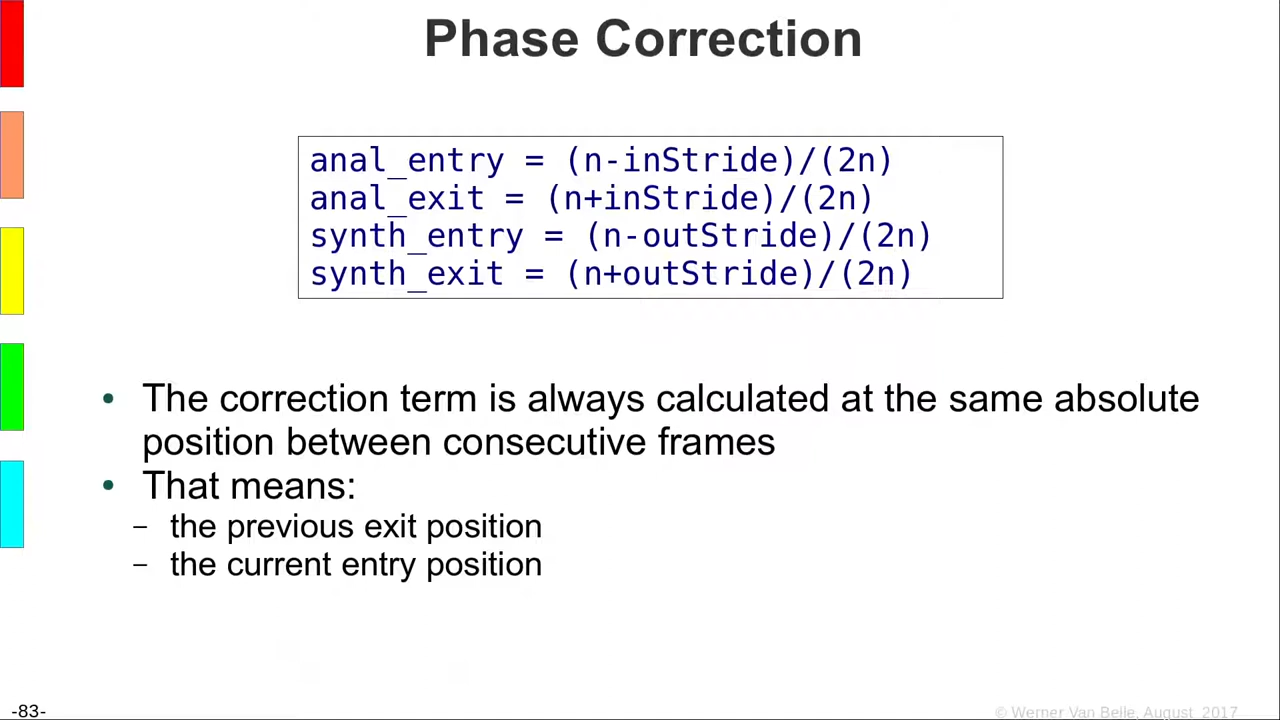 Phase Correction
anal_entry = (n-inStride)/(2n)
anal_exit = (n+inStride)/(2n)
synth_entry = (n-outStride)/(2n)
synth_exit = (n+outStride)/(2n)
• The correction term is always calculated at the same absolute
position between consecutive frames
• That means:
– the previous exit position
– the current entry position
-83-
© Werner Van Belle, August 2017